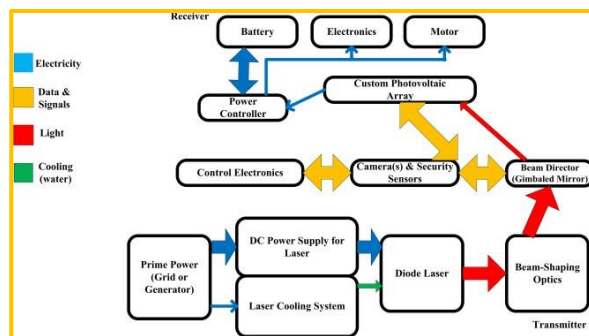 Receiver
Battery
Electronics
Motor
Electricity
Data &
Signals
Light
Cooling
(water)
Custom Photovoltaic
Array
Power
Controller
Control Electronics
Camera(s) & Security
Sensors
Beam Director
(Gimbaled Mirror)
Prime Power
(Grid or
Generator)
DC Power Supply for
Laser
Laser Cooling System
Diode Laser
Beam-Shaping
Optics
Transmitter